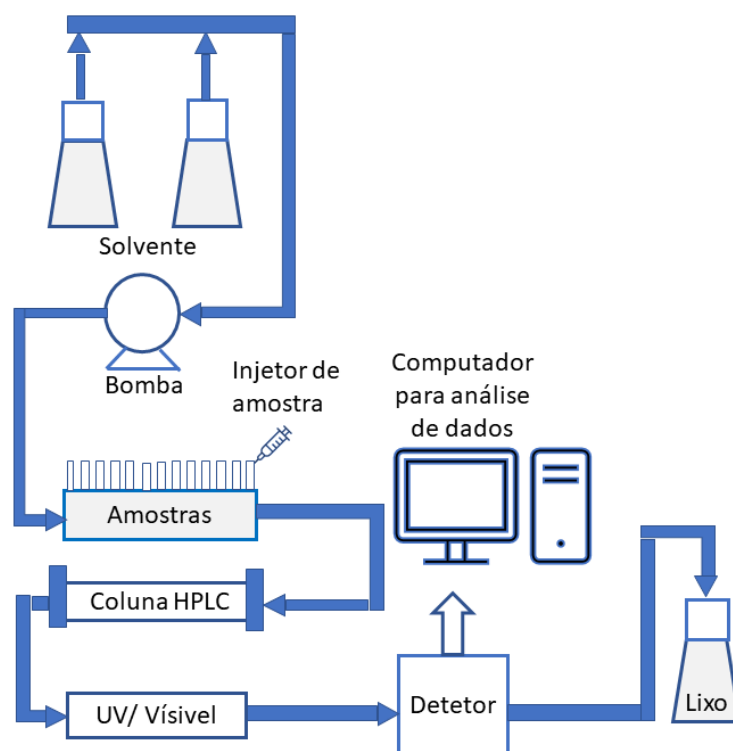 Solvente
Bomba
Injetor de
amostra
Computador
para análise
de dados
Amostras
Coluna HPLC
UV/ Vísivel
Detetor
Lixo